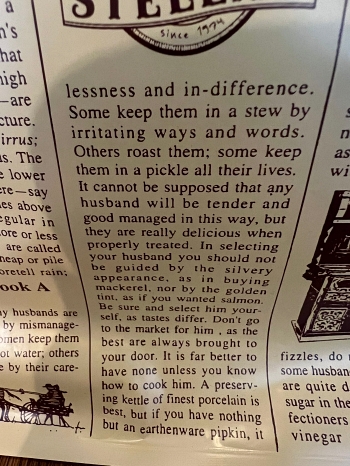 STELL
since 1974
a
n's
hat
high
—are
cture.
irrus;
us. The
e lower
ere—say
es above
egular in
ore or less
are called
heap or pile
oretell rain;
ook A
ny husbands are
by mismanage-
omen keep them
ot water; others
e by their care-
lessness and in-difference.
Some keep them in a stew by
irritating ways and words.
Others roast them; some keep
them in a pickle all their lives.
It cannot be supposed that any
husband will be tender and
good managed in this way, but
they are really delicious when
properly treated. In selecting
your husband you should not
be guided by the silvery
appearance, as in buying
mackerel, nor by the golden
tint, as if you wanted salmon.
Be sure and select him your-
self, as tastes differ. Don't go
to the market for him , as the
best are always brought to
your door. It is far better to
have none unless you know
how to cook him. A preserv-
ing kettle of finest porcelain is
best, but if you have nothing
but an earthenware pipkin, it
as
wi
fizzles, do
some husban
are quite d
sugar in the
fectioners
vinegar